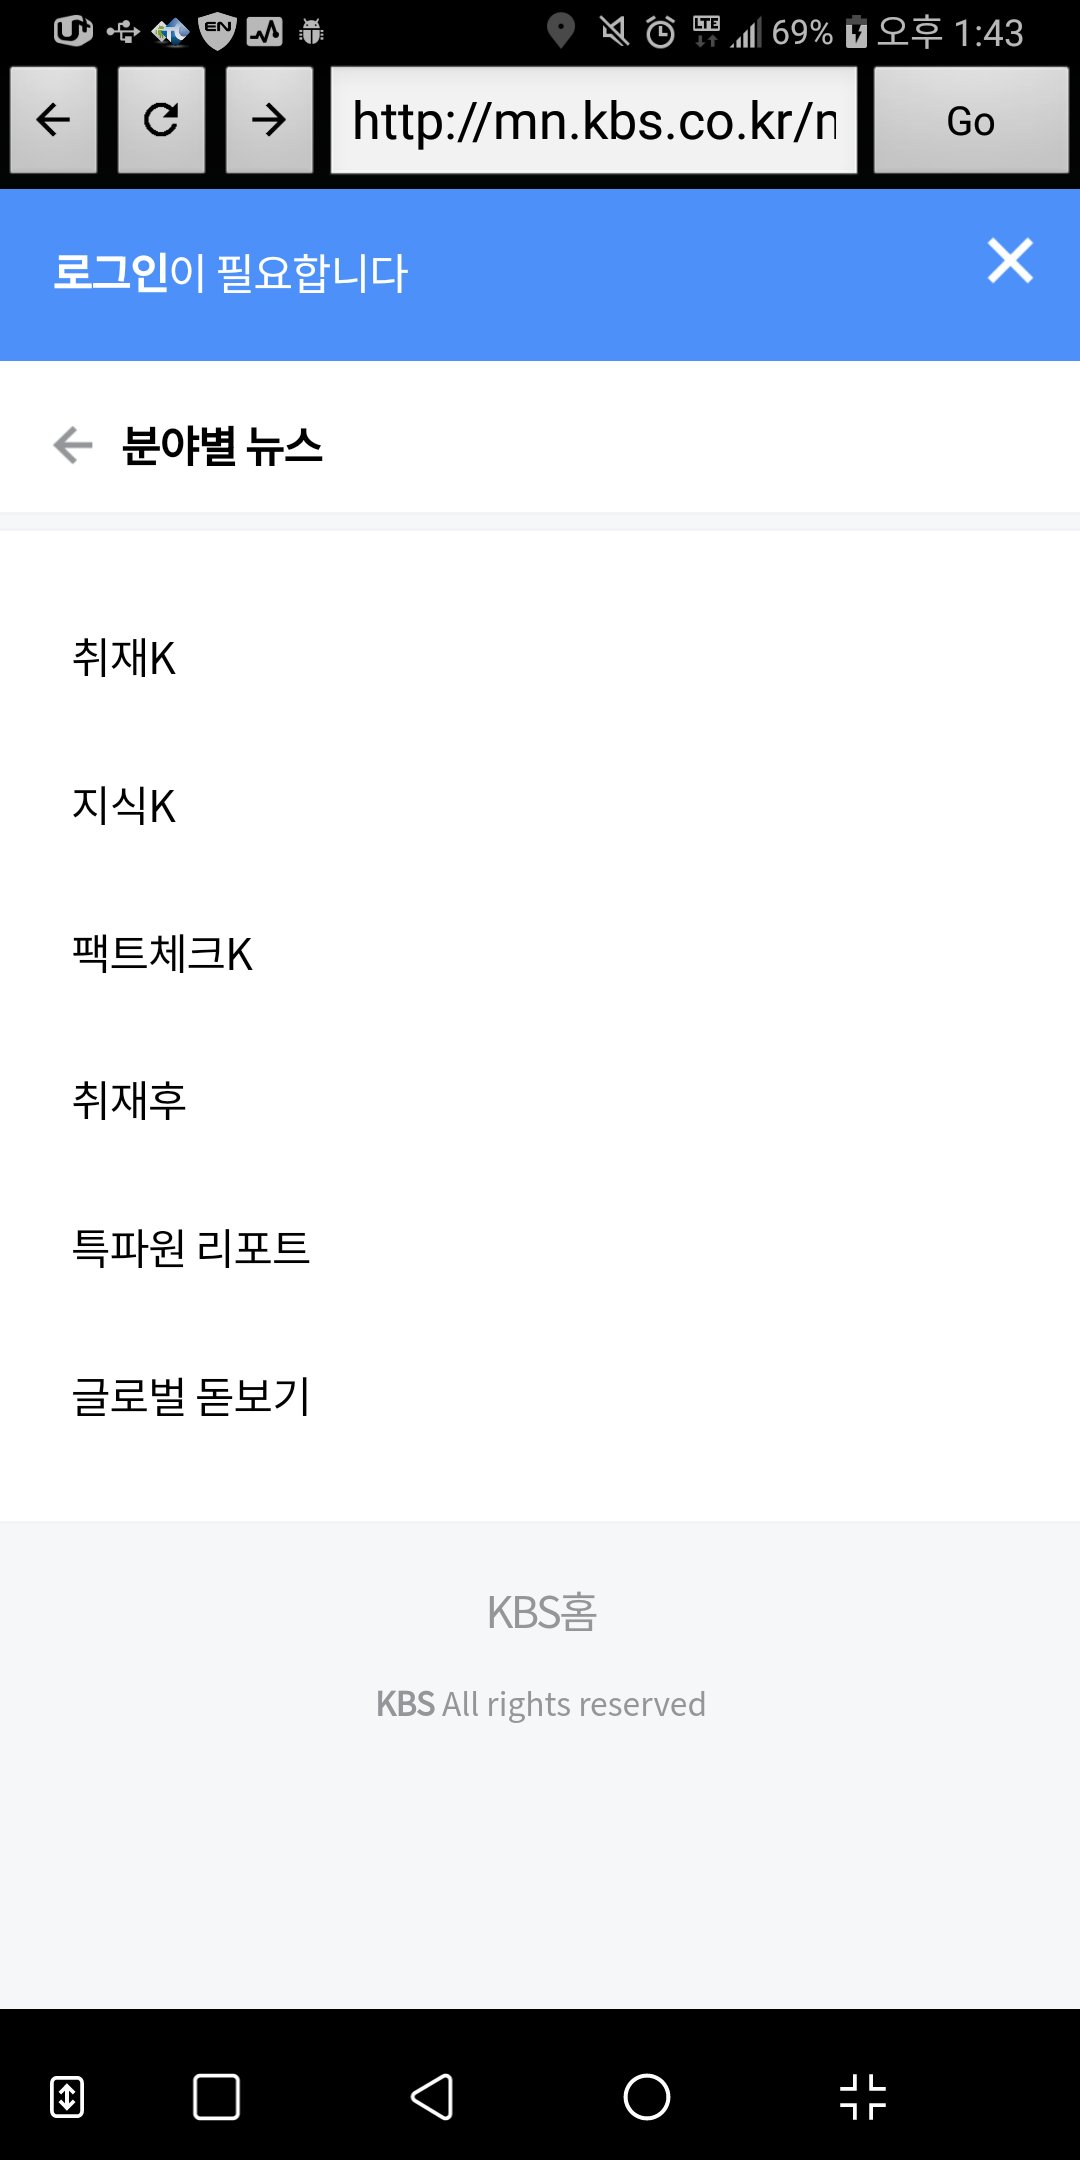 U+ EN LTE 69% 오후 1:43
http://mn.kbs.co.kr/n Go
로그인이 필요합니다
분야별 뉴스
취재K
지식K
팩트체크K
취재후
특파원 리포트
글로벌 돋보기
KBS홈
KBS All rights reserved